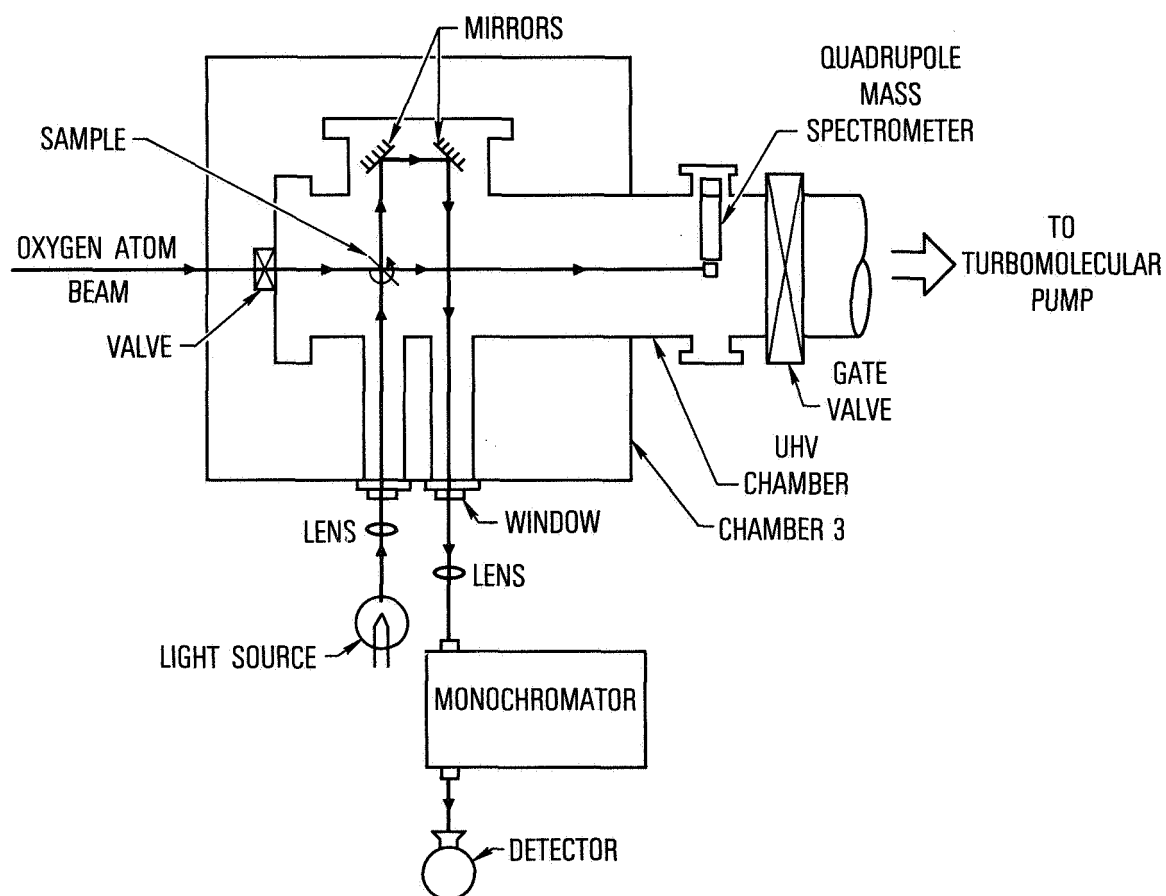 MIRRORS
QUADRUPOLE
MASS
SPECTROMETER
SAMPLE
OXYGEN ATOM
BEAM
VALVE
TO
TURBOMOLECULAR
PUMP
GATE
VALVE
UHV
CHAMBER
CHAMBER 3
WINDOW
LENS
LENS
LIGHT SOURCE
MONOCHROMATOR
DETECTOR